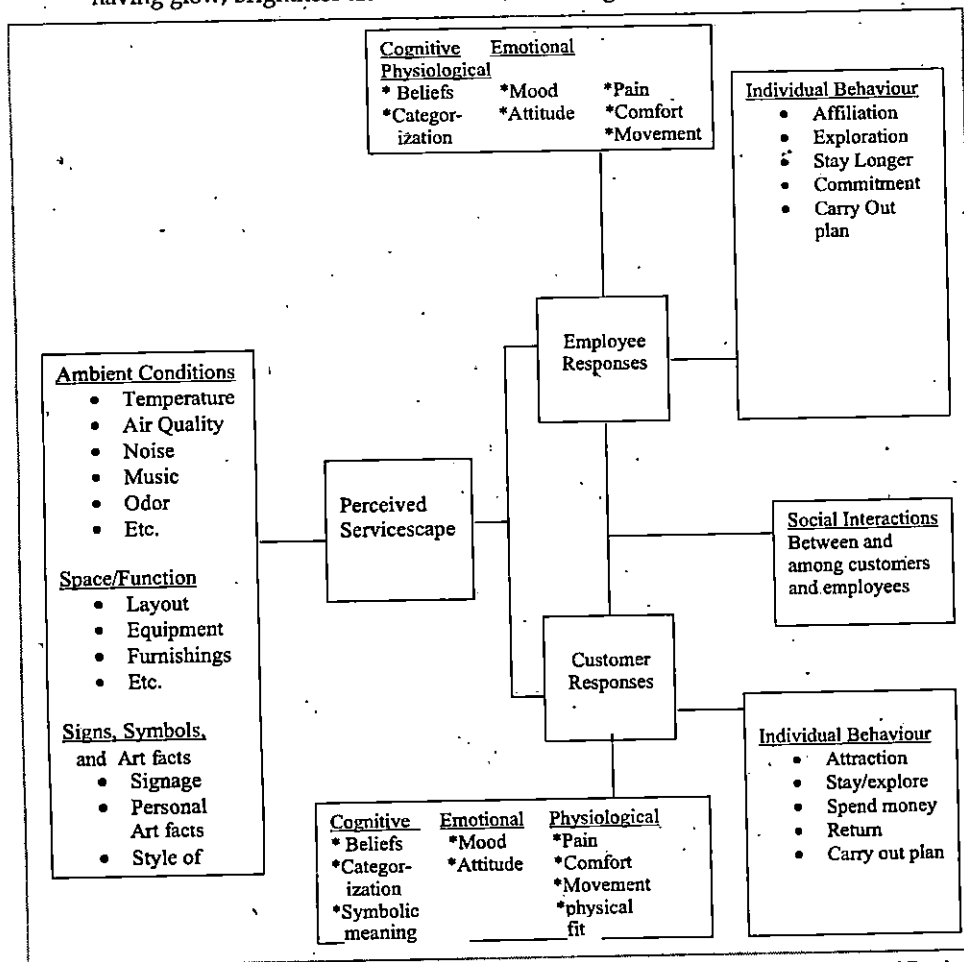 Cognitive Emotional
Physiological
* Beliefs * Mood * Pain
*Categor- * Attitude *Comfort
ization *Movement
Individual Behaviour
• Affiliation
• Exploration
• Stay Longer
• Commitment
• Carry Out
plan
Employee
Responses
Ambient Conditions
• Temperature
• Air Quality
• Noise
• Music
• Odor
• Etc.
Space/Function
• Layout
• Equipment
• Furnishings
• Etc.
Signs, Symbols,
and Art facts
• Signage
• Personal
Art facts
• Style of
Perceived
Servicescape
Social Interactions
Between and
among customers
and employees
Customer
Responses
Individual Behaviour
• Attraction
• Stay/explore
• Spend money
• Return
• Carry out plan
Cognitive Emotional Physiological
* Beliefs *Mood *Pain
*Categor- *Attitude *Comfort
ization *Movement
*Symbolic *physical
meaning fit